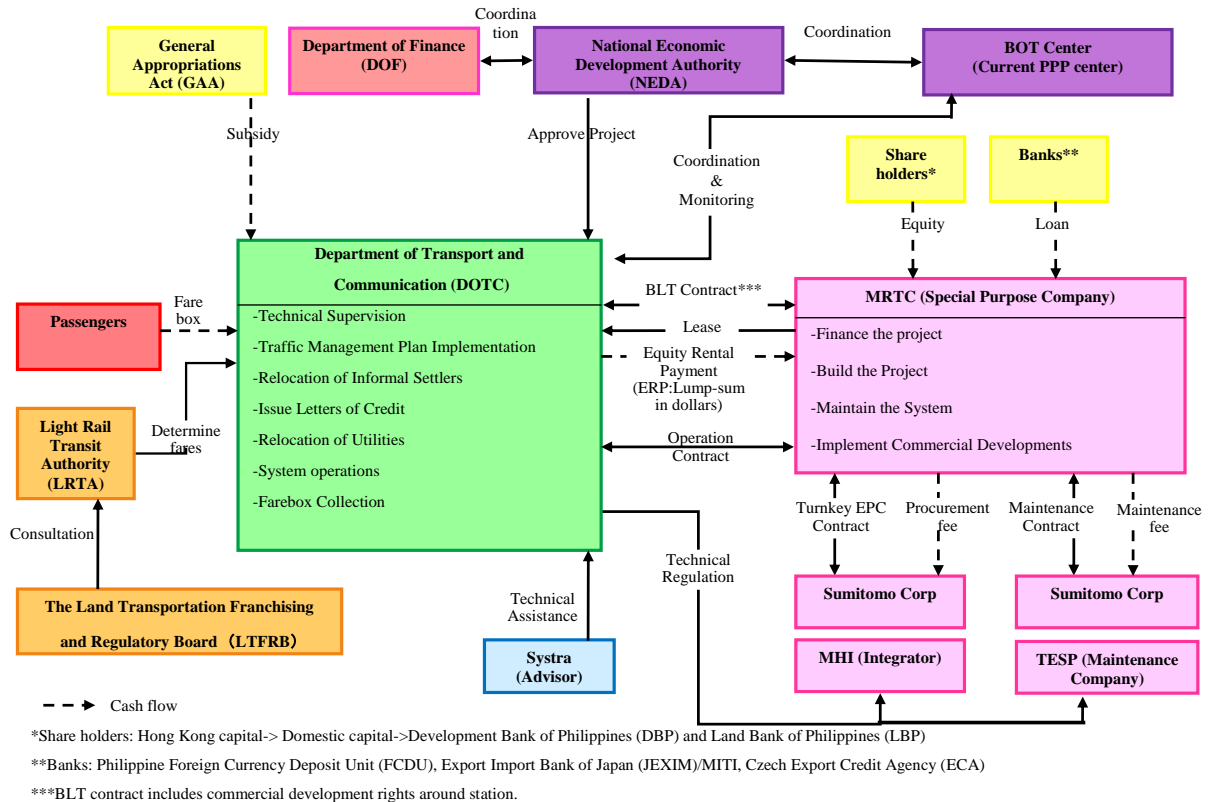 General
Appropriations
Act (GAA)
Coordina
tion
Department of Finance
(DOF)
National Economic
Development Authority
(NEDA)
Coordination
BOT Center
(Current PPP center)
Subsidy
Approve Project
Coordination
&
Monitoring
Share
holders*
Banks**
Equity
Loan
Department of Transport and
Communication (DOTC)
-Technical Supervision
-Traffic Management Plan Implementation
-Relocation of Informal Settlers
-Issue Letters of Credit
-Relocation of Utilities
-System operations
-Farebox Collection
BLT Contract***
Lease
Equity Rental
Payment
(ERP:Lump-sum
in dollars)
Operation
Contract
MRTC (Special Purpose Company)
-Finance the project
-Build the Project
-Maintain the System
-Implement Commercial Developments
Passengers
Fare
box
Light Rail
Transit
Authority
(LRTA)
Determine
fares
Consultation
The Land Transportation Franchising
and Regulatory Board （LTFRB）
Technical
Assistance
Systra
(Advisor)
Technical
Regulation
Turnkey EPC
Contract
Procurement
fee
Maintenance
Contract
Maintenance
fee
Sumitomo Corp
Sumitomo Corp
MHI (Integrator)
TESP (Maintenance
Company)
Cash flow
*Share holders: Hong Kong capital-> Domestic capital->Development Bank of Philippines (DBP) and Land Bank of Philippines (LBP)
**Banks: Philippine Foreign Currency Deposit Unit (FCDU), Export Import Bank of Japan (JEXIM)/MITI, Czech Export Credit Agency (ECA)
***BLT contract includes commercial development rights around station.